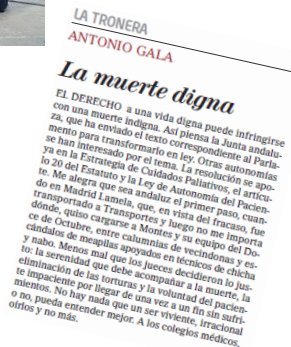 LA TRONERA
ANTONIO GALA
La muerte digna
EL DERECHO a una vida digna puede infringirse
con una muerte indigna. Así piensa la Junta andalu-
za, que ha enviado el texto correspondiente al Parla-
mento para transformarlo en ley. Otras autonomías
se han interesado por el tema. La resolución se apo-
ya en la Estrategia de Cuidados Paliativos, el artícu-
lo 20 del Estatuto y la Ley de Autonomía del Pacien-
te. Me alegra que sea andaluz el primer paso, cuan-
do en Madrid Lamela, que, en vista del fracaso, fue
transportado a Transportes y luego no me importa
dónde, quiso cargarse a Montes y su equipo del Do-
ce de Octubre, entre calumnias de vecindonas y es-
cándalos de meapilas apoyados en técnicos de chicha
y nabo. Menos mal que los jueces decidieron lo jus-
to: la serenidad que debe acompañar a la muerte, la
eliminación de las torturas y la voluntad del pacien-
te impaciente por llegar de una vez a un fin sin sufri-
mientos. No hay nada que un ser viviente, irracional
o no, pueda entender mejor. A los colegios médicos,
oírlos y no más.